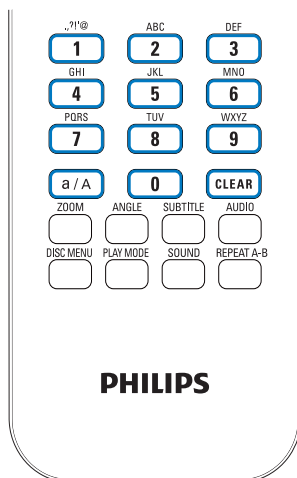 .,?!'@ ABC DEF
1 2 3
GHI JKL MNO
4 5 6
PQRS TUV WXYZ
7 8 9
a / A 0 CLEAR
ZOOM ANGLE SUBTITLE AUDIO
DISC MENU PLAY MODE SOUND REPEAT A-B
PHILIPS